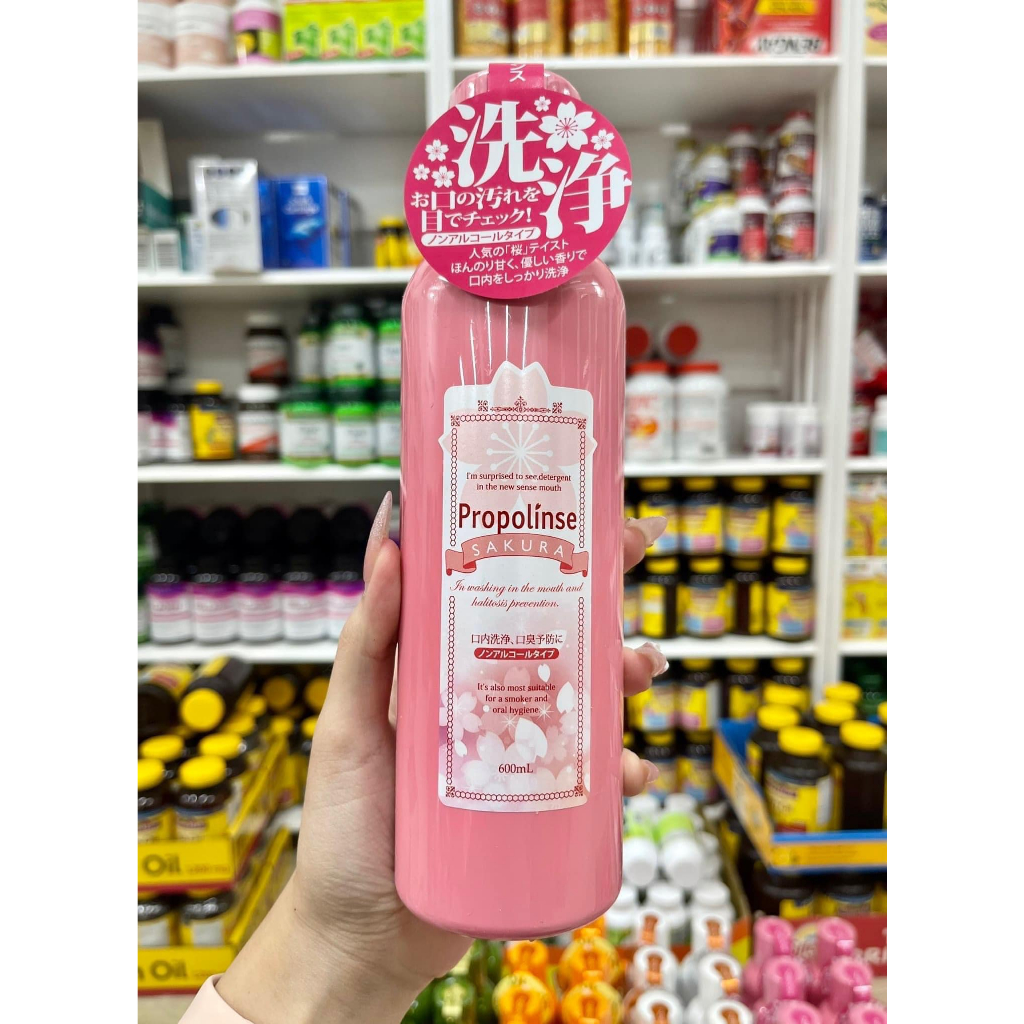 ンス
洗浄
お口の汚れを
目でチェック!
ノンアルコールタイプ
人気の「桜」テイスト
ほんのり甘く、優しい香りで
口内をしっかり洗浄
I'm surprised to see.detergent
in the new sense mouth
Propolinse
SAKURA
In washing in the mouth and
halitosis prevention.
口内洗浄、口臭予防に
ノンアルコールタイプ
It's also most suitable
for a smoker and
oral hygiene.
600mL
Oil
Oil